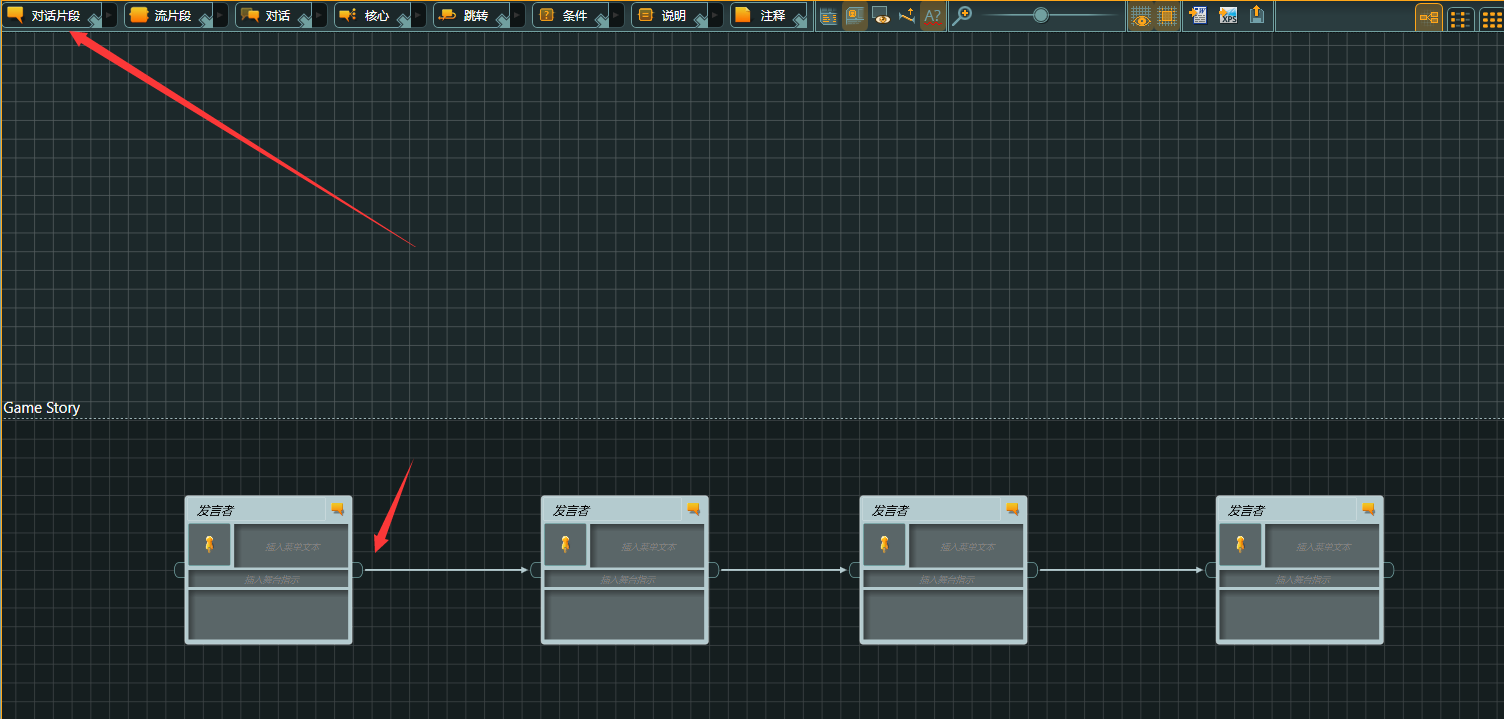 对话片段 流片段 对话 核心 跳转 条件 说明 注释 A?
XPS
Game Story
发言者 发言者 发言者 发言者
插入菜单文本 插入菜单文本 插入菜单文本 插入菜单文本
插入舞台指示 插入舞台指示 插入舞台指示 插入舞台指示